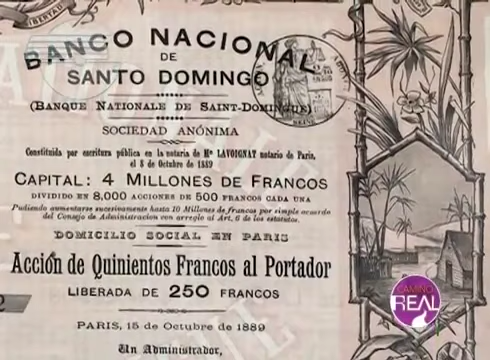 LIBERTAD
BANCO NACIONAL
DE
SANTO DOMINGO
(BANQUE NATIONALE DE SAINT-DOMINGUE)
SOCIEDAD ANÓNIMA
Constituida por escritura pública en la notaria de Me LAVOIGNAT notario de Paris,
el 8 de Octubre de 1889
CAPITAL: 4 MILLONES DE FRANCOS
DIVIDIDO EN 8,000 ACCIONES DE 500 FRANCOS CADA UNA
Pudiendo aumentarse sucesivamente hasta 10 Millones de francos por simple acuerdo
del Consejo de Administracion con arreglo al Art. 6 de los estatutos.
DOMICILIO SOCIAL EN PARIS
Acción de Quinientos Francos al Portador
LIBERADA DE 250 FRANCOS
PARIS, 15 de Octubre de 1889
Un Administrador,
CAMINO
REAL